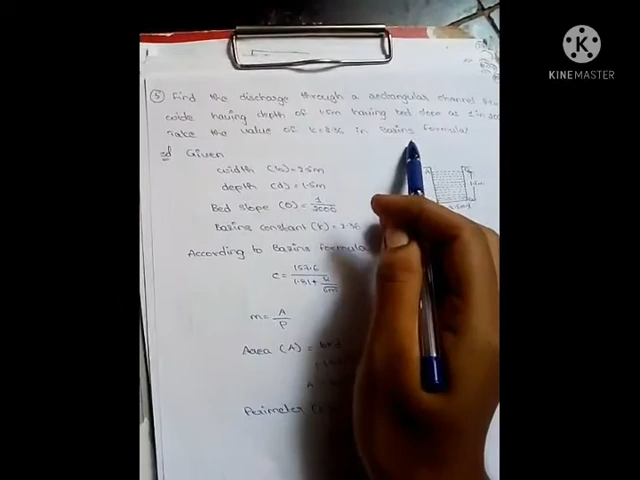 KINEMASTER
5 Find the discharge through a rectangular channel
wide having depth of 1.5m having bed slope as 1 in
take the value of k=2.36 in Bazins formula?
sol Given
width (b) = 2.5m
depth (d) = 1.5m
Bed slope (θ) = 1/2000
Bazins constant (k) = 2.36
According to Bazins formula
C = 157.6 / 1.81 + k/√m
m = A/P
Area (A) = b×d
A =
Perimeter